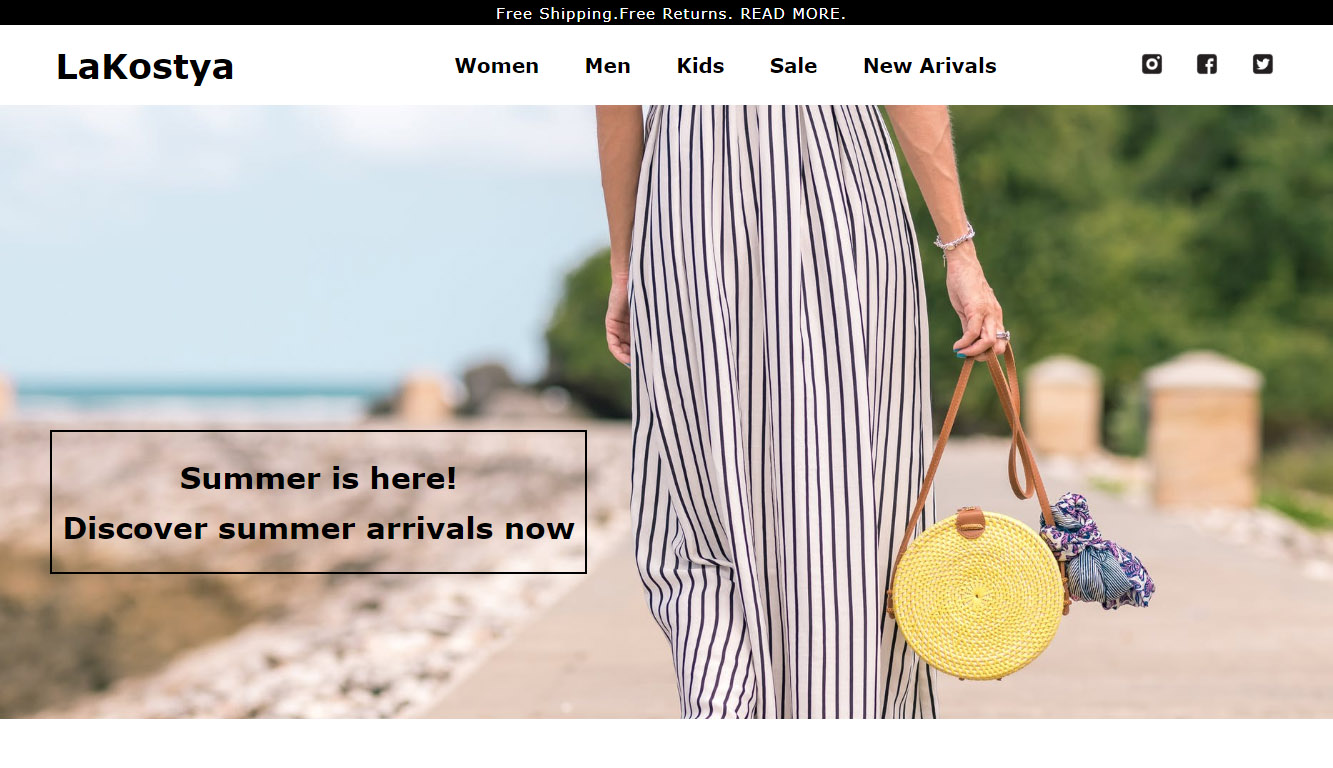 Free Shipping.Free Returns. READ MORE.
LaKostya
Women Men Kids Sale New Arivals
Summer is here!
Discover summer arrivals now